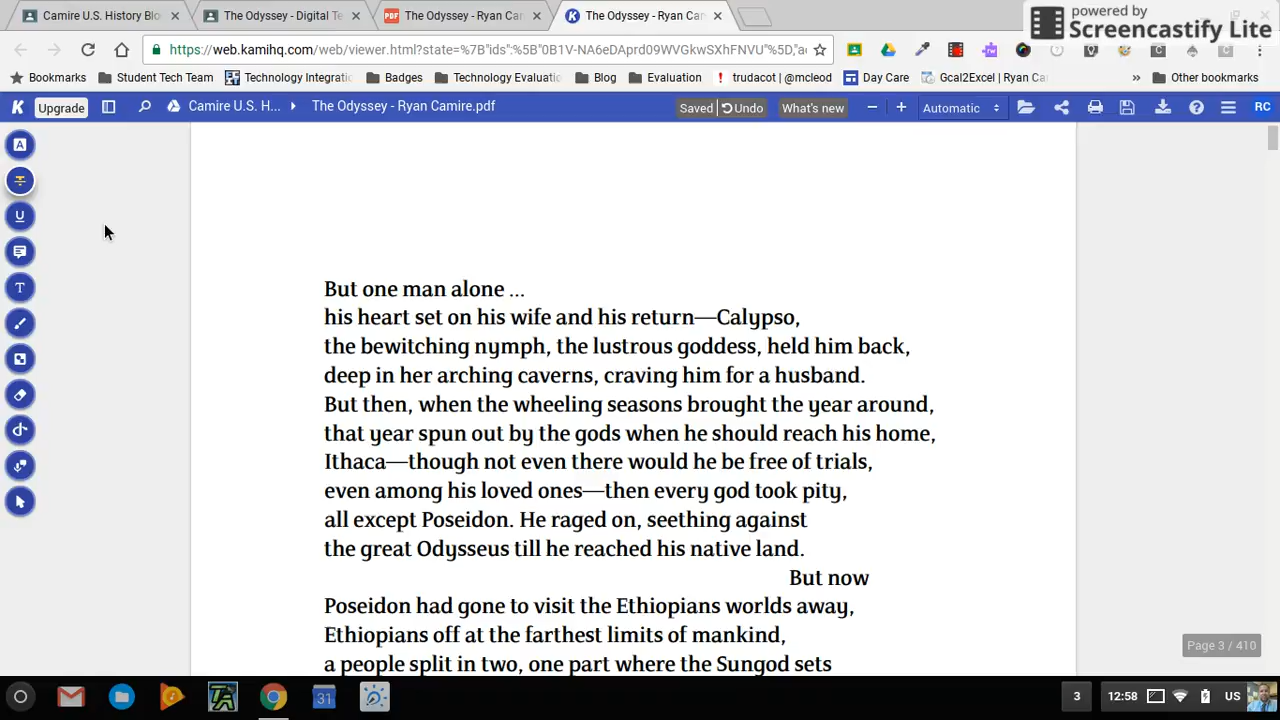 Camire U.S. History Blo
The Odyssey - Digital Te
PDF The Odyssey - Ryan Cam
The Odyssey - Ryan Cam
powered by
Screencastify Lite
https://web.kamihq.com/web/viewer.html?state=%7B"ids"%3A%5B"0B1V-NA6eDAprd09WVGkwSXhFNVU"%5D,"ac
Bookmarks
Student Tech Team
Technology Integratio
Badges
Technology Evaluatio
Blog
Evaluation
trudacot | @mcleod
Day Care
Gcal2Excel | Ryan Ca
Other bookmarks
K Upgrade
Camire U.S. H...
The Odyssey - Ryan Camire.pdf
Saved
Undo
What's new
Automatic
RC
But one man alone ...
his heart set on his wife and his return—Calypso,
the bewitching nymph, the lustrous goddess, held him back,
deep in her arching caverns, craving him for a husband.
But then, when the wheeling seasons brought the year around,
that year spun out by the gods when he should reach his home,
Ithaca—though not even there would he be free of trials,
even among his loved ones—then every god took pity,
all except Poseidon. He raged on, seething against
the great Odysseus till he reached his native land.
But now
Poseidon had gone to visit the Ethiopians worlds away,
Ethiopians off at the farthest limits of mankind,
a people split in two, one part where the Sungod sets
Page 3 / 410
31
3
12:58
US